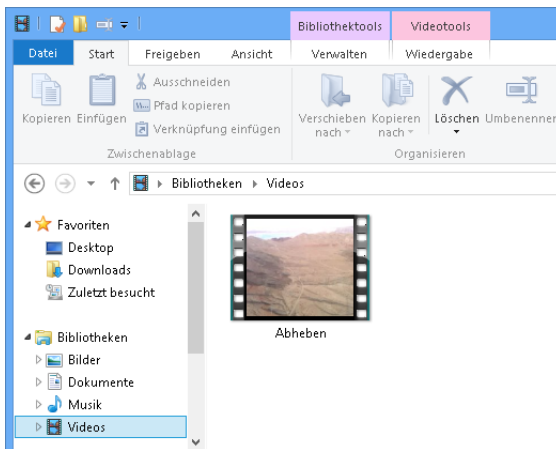 Bibliothektools Videotools
Datei Start Freigeben Ansicht Verwalten Wiedergabe
Kopieren Einfügen Ausschneiden
Pfad kopieren
Verknüpfung einfügen
Zwischenablage
Verschieben nach Kopieren nach Löschen Umbenennen
Organisieren
Bibliotheken Videos
Favoriten
Desktop
Downloads
Zuletzt besucht
Bibliotheken
Bilder
Dokumente
Musik
Videos
Abheben